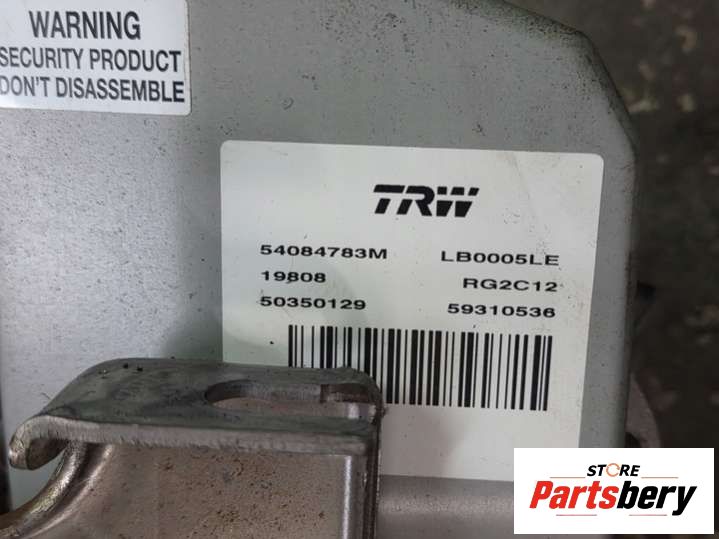 WARNING
SECURITY PRODUCT
DON'T DISASSEMBLE
TRW
54084783M LB0005LE
19808 RG2C12
50350129 59310536
STORE
Partsbery